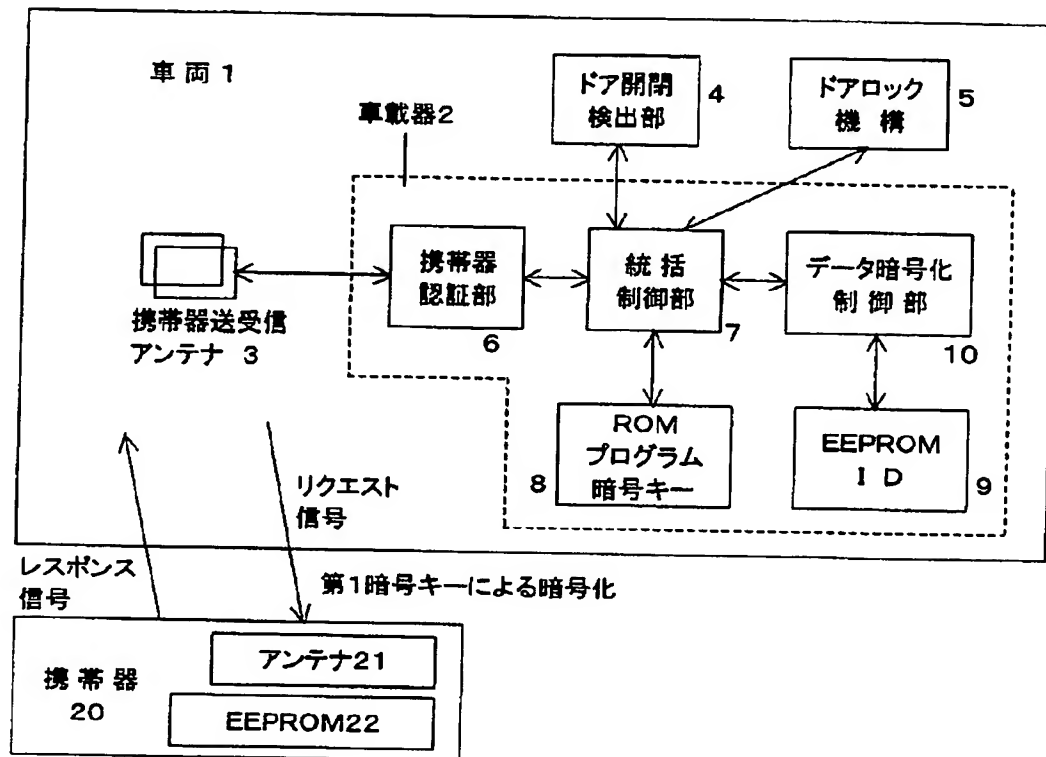 車両1
車載器2
ドア開閉
検出部
4
ドアロック
機構
5
携帯器送受信
アンテナ 3
携帯器
認証部
6
統括
制御部
7
データ暗号化
制御部
10
ROM
プログラム
暗号キー
8
EEPROM
ID
9
リクエスト
信号
レスポンス
信号
第1暗号キーによる暗号化
携帯器
20
アンテナ21
EEPROM22